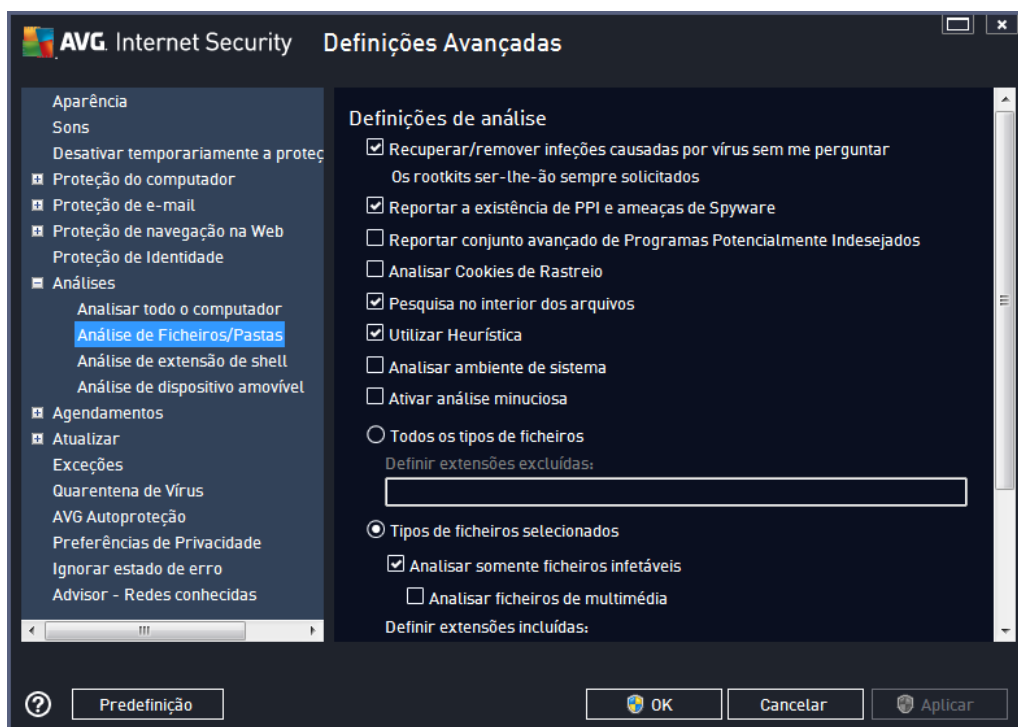 AVG. Internet Security Definições Avançadas
Aparência
Sons
Desativar temporariamente a proteç
Proteção do computador
Proteção de e-mail
Proteção de navegação na Web
Proteção de Identidade
Análises
Analisar todo o computador
Análise de Ficheiros/Pastas
Análise de extensão de shell
Análise de dispositivo amovível
Agendamentos
Atualizar
Exceções
Quarentena de Vírus
AVG Autoproteção
Preferências de Privacidade
Ignorar estado de erro
Advisor - Redes conhecidas
Definições de análise
Recuperar/remover infeções causadas por vírus sem me perguntar
Os rootkits ser-lhe-ão sempre solicitados
Reportar a existência de PPI e ameaças de Spyware
Reportar conjunto avançado de Programas Potencialmente Indesejados
Analisar Cookies de Rastreio
Pesquisa no interior dos arquivos
Utilizar Heurística
Analisar ambiente de sistema
Ativar análise minuciosa
Todos os tipos de ficheiros
Definir extensões excluídas:
Tipos de ficheiros selecionados
Analisar somente ficheiros infetáveis
Analisar ficheiros de multimédia
Definir extensões incluídas:
? Predefinição OK Cancelar Aplicar